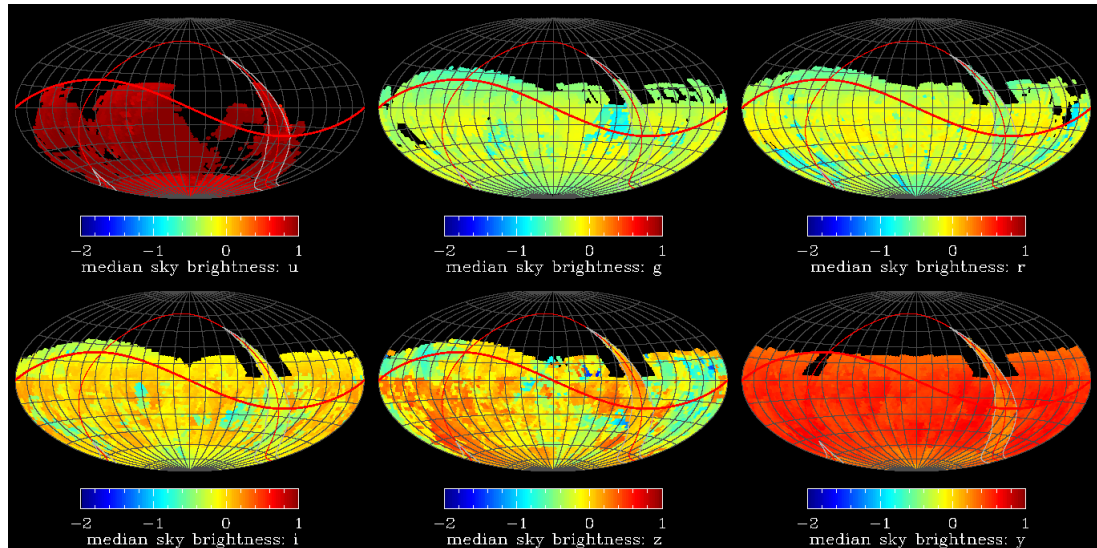 −2 −1 0 1
median sky brightness: u
−2 −1 0 1
median sky brightness: g
−2 −1 0 1
median sky brightness: r
−2 −1 0 1
median sky brightness: i
−2 −1 0 1
median sky brightness: z
−2 −1 0 1
median sky brightness: y